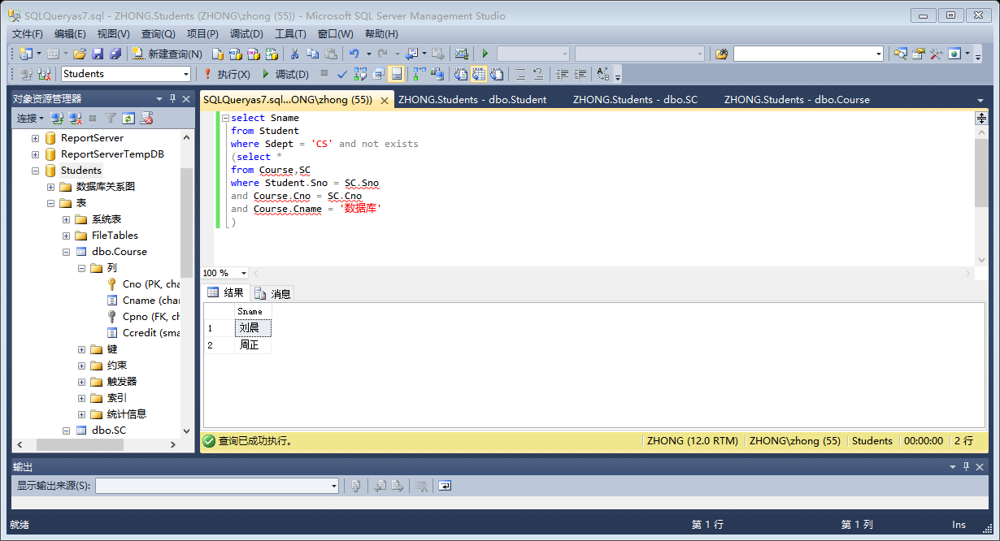 SQLQueryas7.sql - ZHONG.Students (ZHONG\zhong (55)) - Microsoft SQL Server Management Studio
文件(F) 编辑(E) 视图(V) 查询(Q) 项目(P) 调试(D) 工具(T) 窗口(W) 帮助(H)
新建查询(N)
Students 执行(X) 调试(D)
对象资源管理器
连接
ReportServer
ReportServerTempDB
Students
数据库关系图
表
系统表
FileTables
dbo.Course
列
Cno (PK, cha
Cname (char
Cpno (FK, ch
Ccredit (sma
键
约束
触发器
索引
统计信息
dbo.SC
SQLQueryas7.sql...ONG\zhong (55)) ZHONG.Students - dbo.Student ZHONG.Students - dbo.SC ZHONG.Students - dbo.Course
select Sname
from Student
where Sdept = 'CS' and not exists
(select *
from Course,SC
where Student.Sno = SC.Sno
and Course.Cno = SC.Cno
and Course.Cname = '数据库'
)
100 %
结果 消息
Sname
1 刘晨
2 周正
查询已成功执行。 ZHONG (12.0 RTM) ZHONG\zhong (55) Students 00:00:00 2 行
输出
显示输出来源(S):
就绪 第 1 行 第 1 列 Ins